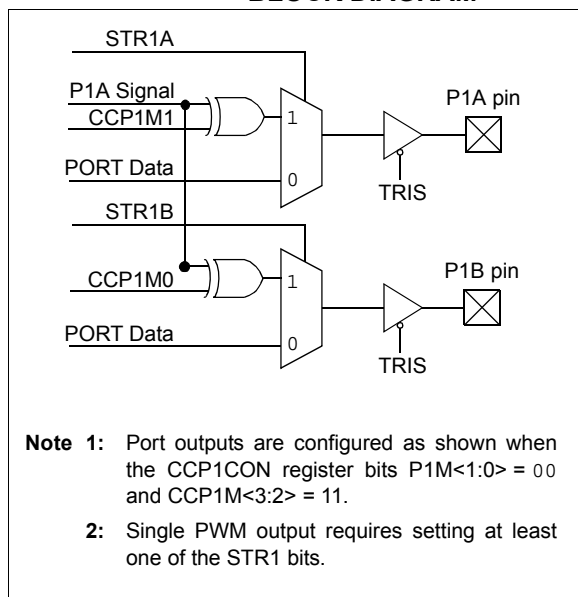 STR1A
P1A Signal
CCP1M1
1
P1A pin
PORT Data
0
TRIS
STR1B
CCP1M0
1
P1B pin
PORT Data
0
TRIS
Note 1: Port outputs are configured as shown when
the CCP1CON register bits P1M<1:0> = 00
and CCP1M<3:2> = 11.
2: Single PWM output requires setting at least
one of the STR1 bits.